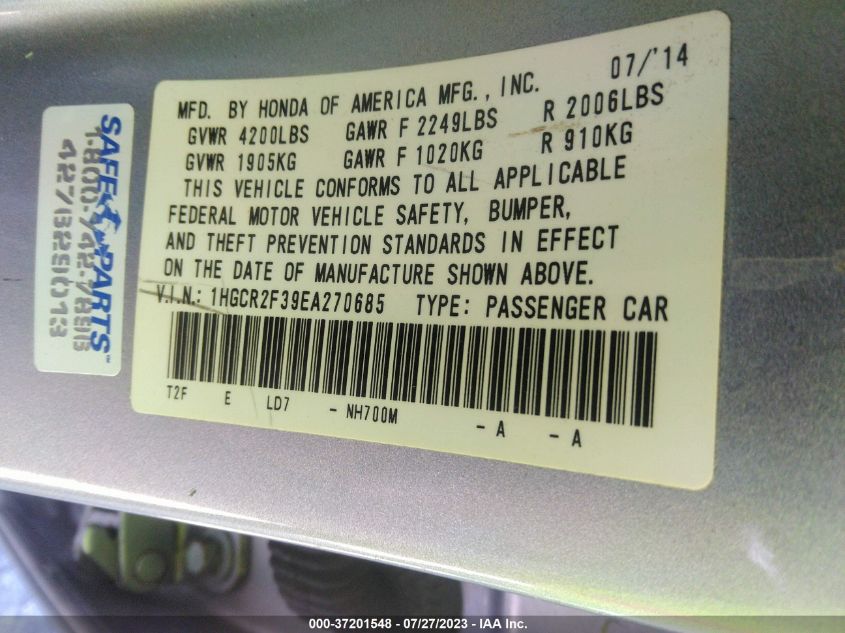 07/'14
MFD. BY HONDA OF AMERICA MFG., INC.
GVWR 4200LBS GAWR F 2249LBS R 2006LBS
GVWR 1905KG GAWR F 1020KG R 910KG
THIS VEHICLE CONFORMS TO ALL APPLICABLE
FEDERAL MOTOR VEHICLE SAFETY, BUMPER,
AND THEFT PREVENTION STANDARDS IN EFFECT
ON THE DATE OF MANUFACTURE SHOWN ABOVE.
V.I.N.: 1HGCR2F39EA270685 TYPE: PASSENGER CAR
T2F E LD7 - NH700M - A - A
SAFE PARTS™
000-37201548 / 07/27/2023 - IAA Inc.